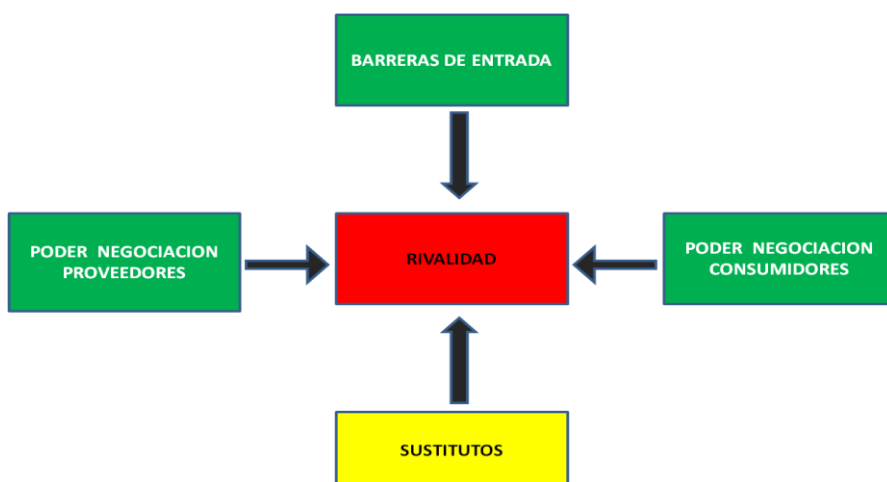 BARRERAS DE ENTRADA
PODER NEGOCIACION
PROVEEDORES
RIVALIDAD
PODER NEGOCIACION
CONSUMIDORES
SUSTITUTOS